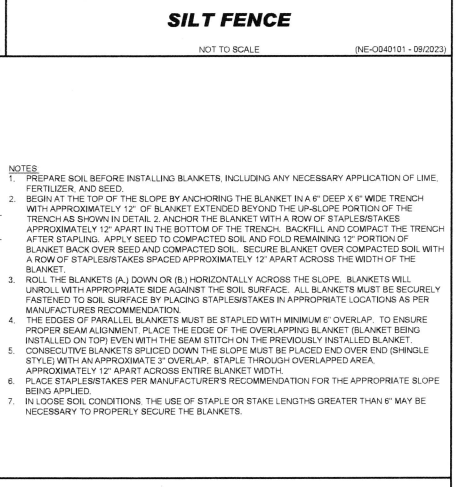 SILT FENCE
NOT TO SCALE (NE-O040101 - 09/2023)
NOTES
1. PREPARE SOIL BEFORE INSTALLING BLANKETS, INCLUDING ANY NECESSARY APPLICATION OF LIME,
FERTILIZER, AND SEED.
2. BEGIN AT THE TOP OF THE SLOPE BY ANCHORING THE BLANKET IN A 6" DEEP X 6" WIDE TRENCH
WITH APPROXIMATELY 12" OF BLANKET EXTENDED BEYOND THE UP-SLOPE PORTION OF THE
TRENCH AS SHOWN IN DETAIL 2. ANCHOR THE BLANKET WITH A ROW OF STAPLES/STAKES
APPROXIMATELY 12" APART IN THE BOTTOM OF THE TRENCH. BACKFILL AND COMPACT THE TRENCH
AFTER STAPLING. APPLY SEED TO COMPACTED SOIL AND FOLD REMAINING 12" PORTION OF
BLANKET BACK OVER SEED AND COMPACTED SOIL. SECURE BLANKET OVER COMPACTED SOIL WITH
A ROW OF STAPLES/STAKES SPACED APPROXIMATELY 12" APART ACROSS THE WIDTH OF THE
BLANKET.
3. ROLL THE BLANKETS (A.) DOWN OR (B.) HORIZONTALLY ACROSS THE SLOPE. BLANKETS WILL
UNROLL WITH APPROPRIATE SIDE AGAINST THE SOIL SURFACE. ALL BLANKETS MUST BE SECURELY
FASTENED TO SOIL SURFACE BY PLACING STAPLES/STAKES IN APPROPRIATE LOCATIONS AS PER
MANUFACTURES RECOMMENDATION.
4. THE EDGES OF PARALLEL BLANKETS MUST BE STAPLED WITH MINIMUM 6" OVERLAP. TO ENSURE
PROPER SEAM ALIGNMENT, PLACE THE EDGE OF THE OVERLAPPING BLANKET (BLANKET BEING
INSTALLED ON TOP) EVEN WITH THE SEAM STITCH ON THE PREVIOUSLY INSTALLED BLANKET.
5. CONSECUTIVE BLANKETS SPLICED DOWN THE SLOPE MUST BE PLACED END OVER END (SHINGLE
STYLE) WITH AN APPROXIMATE 3" OVERLAP. STAPLE THROUGH OVERLAPPED AREA,
APPROXIMATELY 12" APART ACROSS ENTIRE BLANKET WIDTH.
6. PLACE STAPLES/STAKES PER MANUFACTURER'S RECOMMENDATION FOR THE APPROPRIATE SLOPE
BEING APPLIED.
7. IN LOOSE SOIL CONDITIONS, THE USE OF STAPLE OR STAKE LENGTHS GREATER THAN 6" MAY BE
NECESSARY TO PROPERLY SECURE THE BLANKETS.